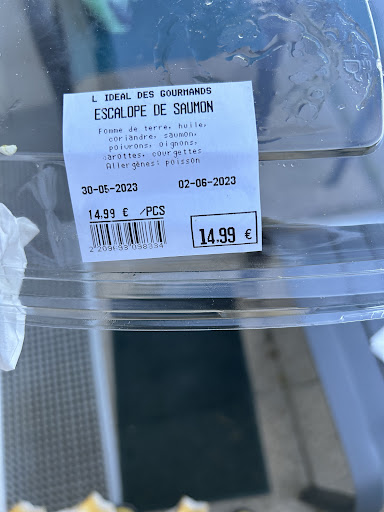 L IDEAL DES GOURMANDS
ESCALOPE DE SAUMON
Pomme de terre, huile,
coriandre, saumon,
poivrons, oignons,
carottes, courgettes
Allergènes: poisson
30-05-2023 02-06-2023
14.99 € /PCS
14.99 €